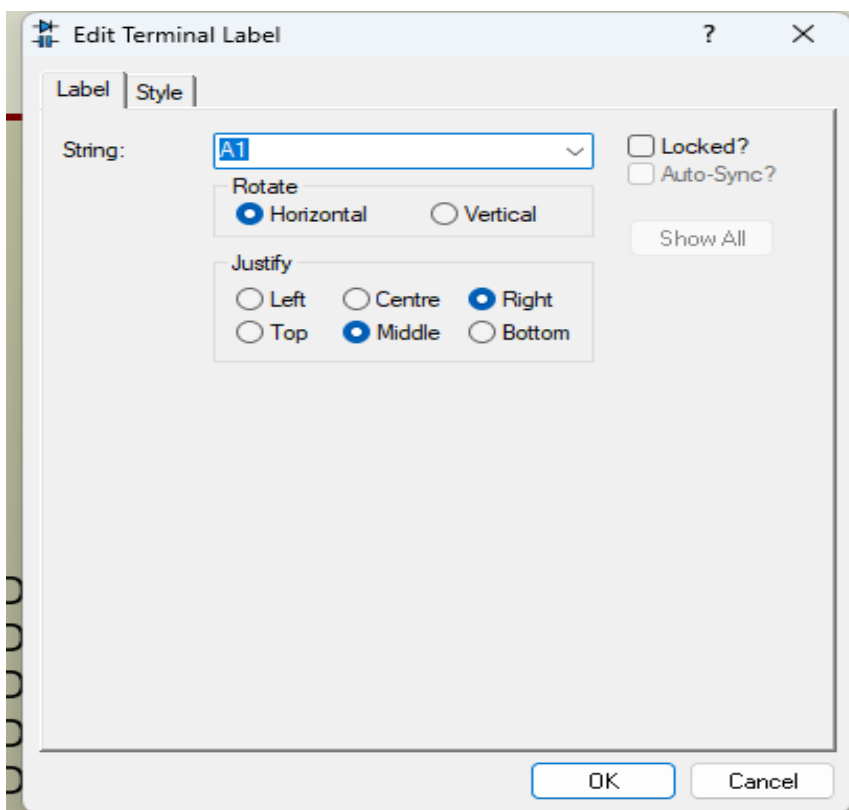 Edit Terminal Label ?
Label Style
String: A1 Locked?
Auto-Sync?
Rotate
Horizontal Vertical
Show All
Justify
Left Centre Right
Top Middle Bottom
OK Cancel